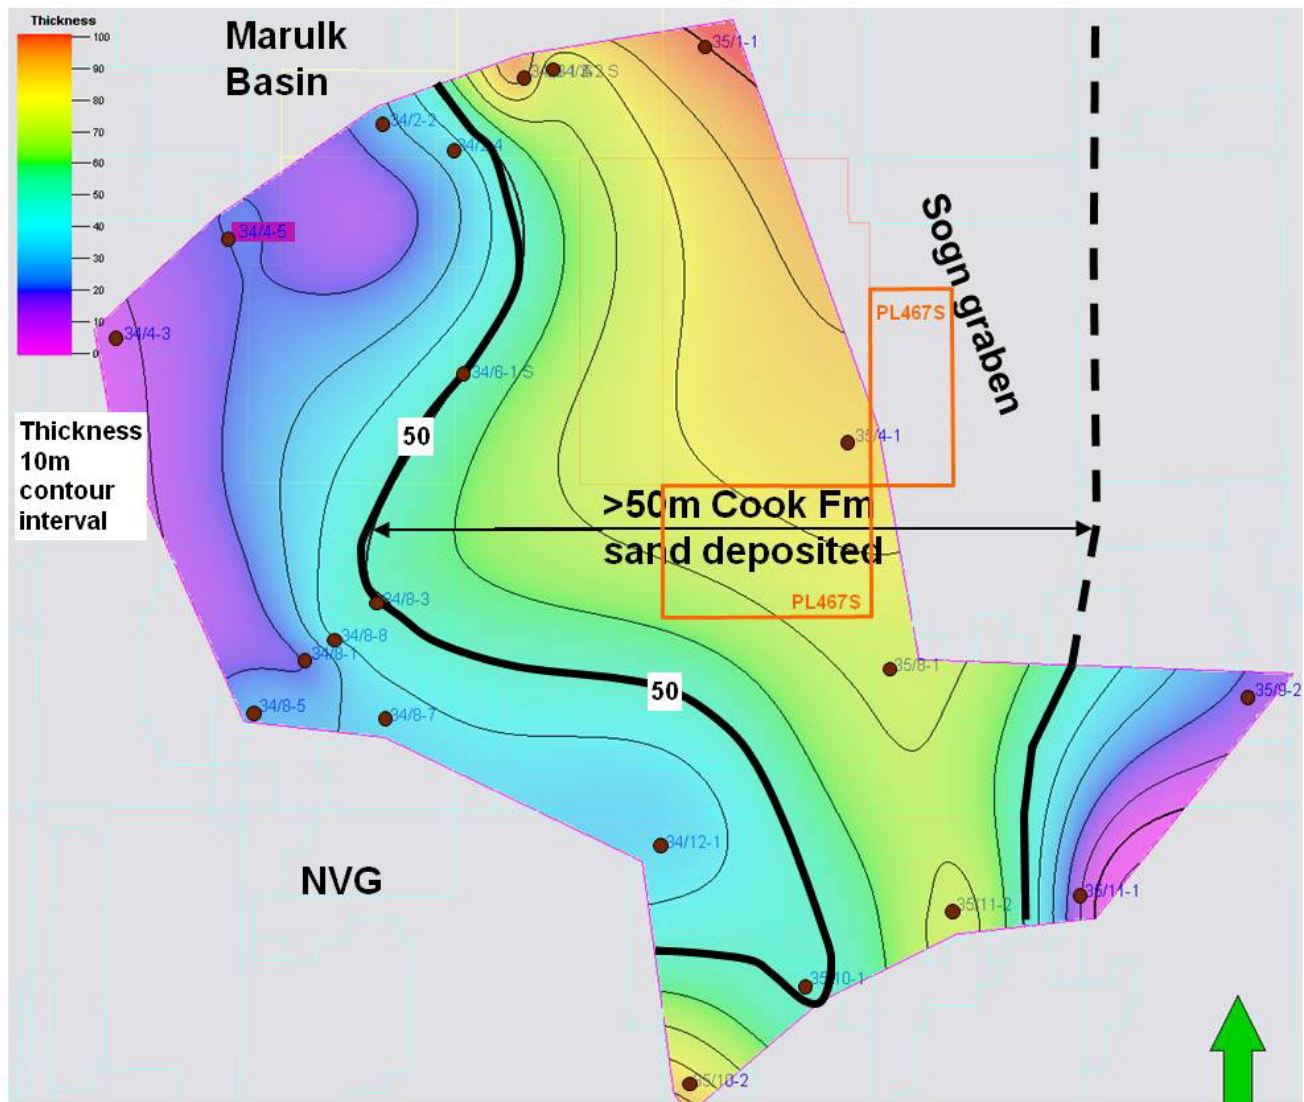 Thickness
100
90
80
70
60
50
40
30
20
10
0
Marulk
Basin
35/1-1
34/2-2
34/2-4
34/4-5
34/4-3
Sogn graben
PL467S
34/6-1 S
Thickness
10m
contour
interval
50
35/4-1
>50m Cook Fm
sand deposited
PL467S
34/8-3
34/8-8
34/8-1
35/8-1
50
35/9-2
34/8-5
34/8-7
34/12-1
NVG
35/11-2
35/11-1
35/10-1
35/10-2